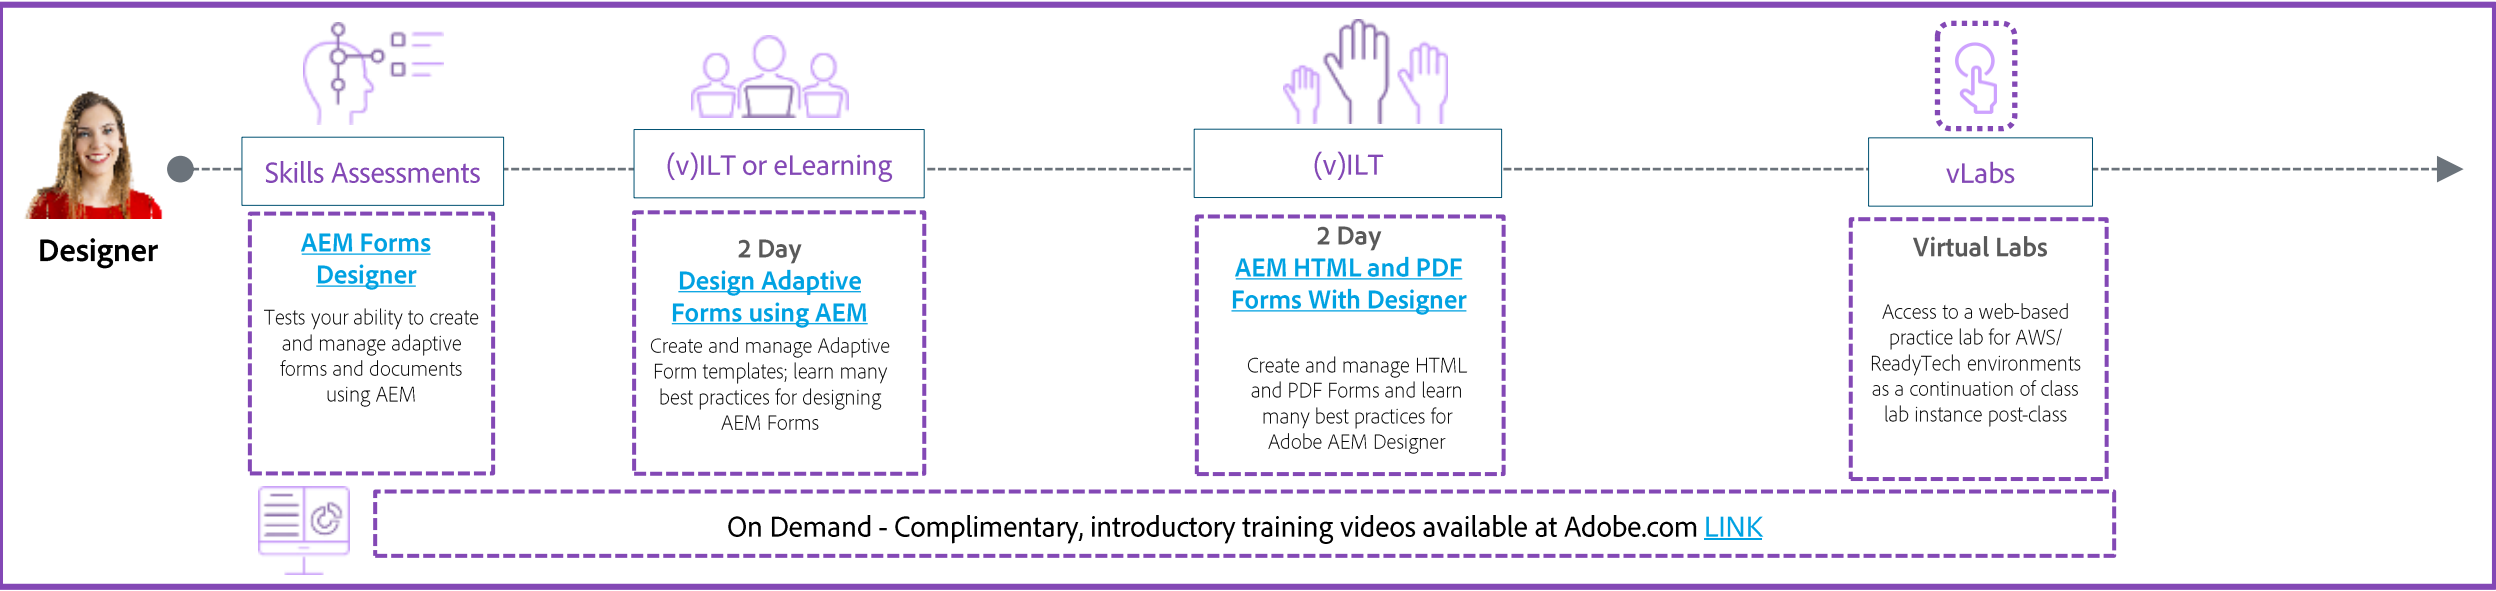 Designer
Skills Assessments
AEM Forms
Designer
Tests your ability to create
and manage adaptive
forms and documents
using AEM
(v)ILT or eLearning
2 Day
Design Adaptive
Forms using AEM
Create and manage Adaptive
Form templates; learn many
best practices for designing
AEM Forms
(v)ILT
2 Day
AEM HTML and PDF
Forms With Designer
Create and manage HTML
and PDF Forms and learn
many best practices for
Adobe AEM Designer
vLabs
Virtual Labs
Access to a web-based
practice lab for AWS/
ReadyTech environments
as a continuation of class
lab instance post-class
On Demand - Complimentary, introductory training videos available at Adobe.com LINK